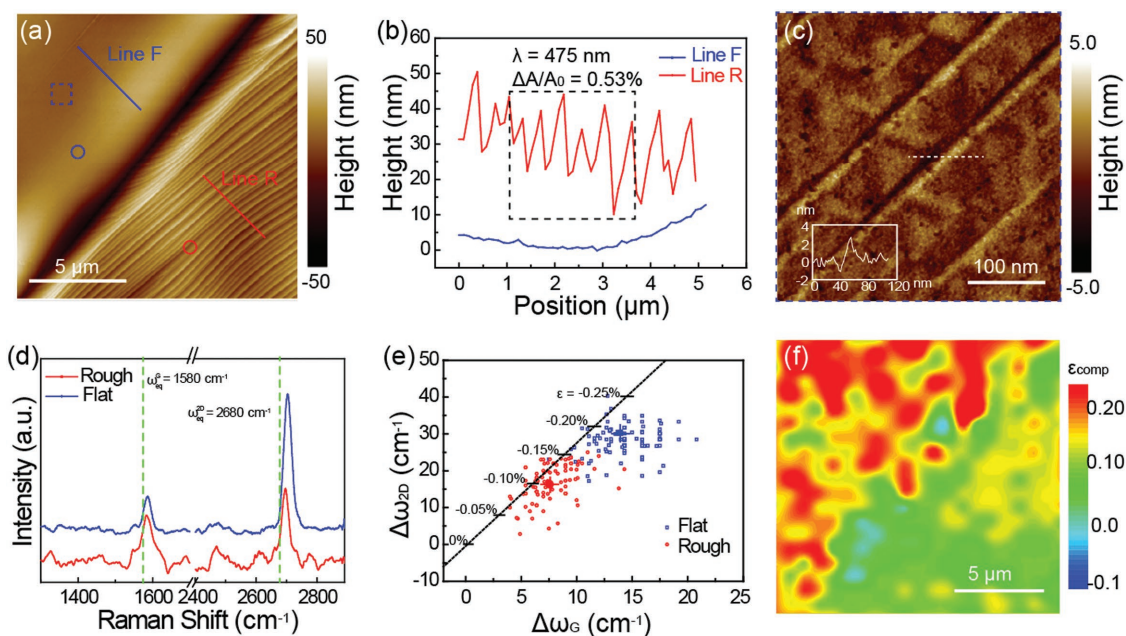 (a)
Line F
Line R
5 μm
50
-50
Height (nm)
(b)
λ = 475 nm
ΔA/A₀ = 0.53%
Line F
Line R
50
40
30
20
10
0
Height (nm)
0 1 2 3 4 5 6
Position (μm)
(c)
nm
4
2
0
-2
0 40 80 120
nm
100 nm
5.0
-5.0
Height (nm)
(d)
Rough
Flat
ω_eq^G = 1580 cm⁻¹
ω_eq^2D = 2680 cm⁻¹
Intensity (a.u.)
1400 1600 2400 2600 2800
Raman Shift (cm⁻¹)
(e)
ε = -0.25%
-0.20%
-0.15%
-0.10%
-0.05%
0%
Flat
Rough
50
40
30
20
10
0
-10
Δω2D (cm⁻¹)
0 5 10 15 20 25
ΔωG (cm⁻¹)
(f)
5 μm
εcomp
0.20
0.10
0.0
-0.1